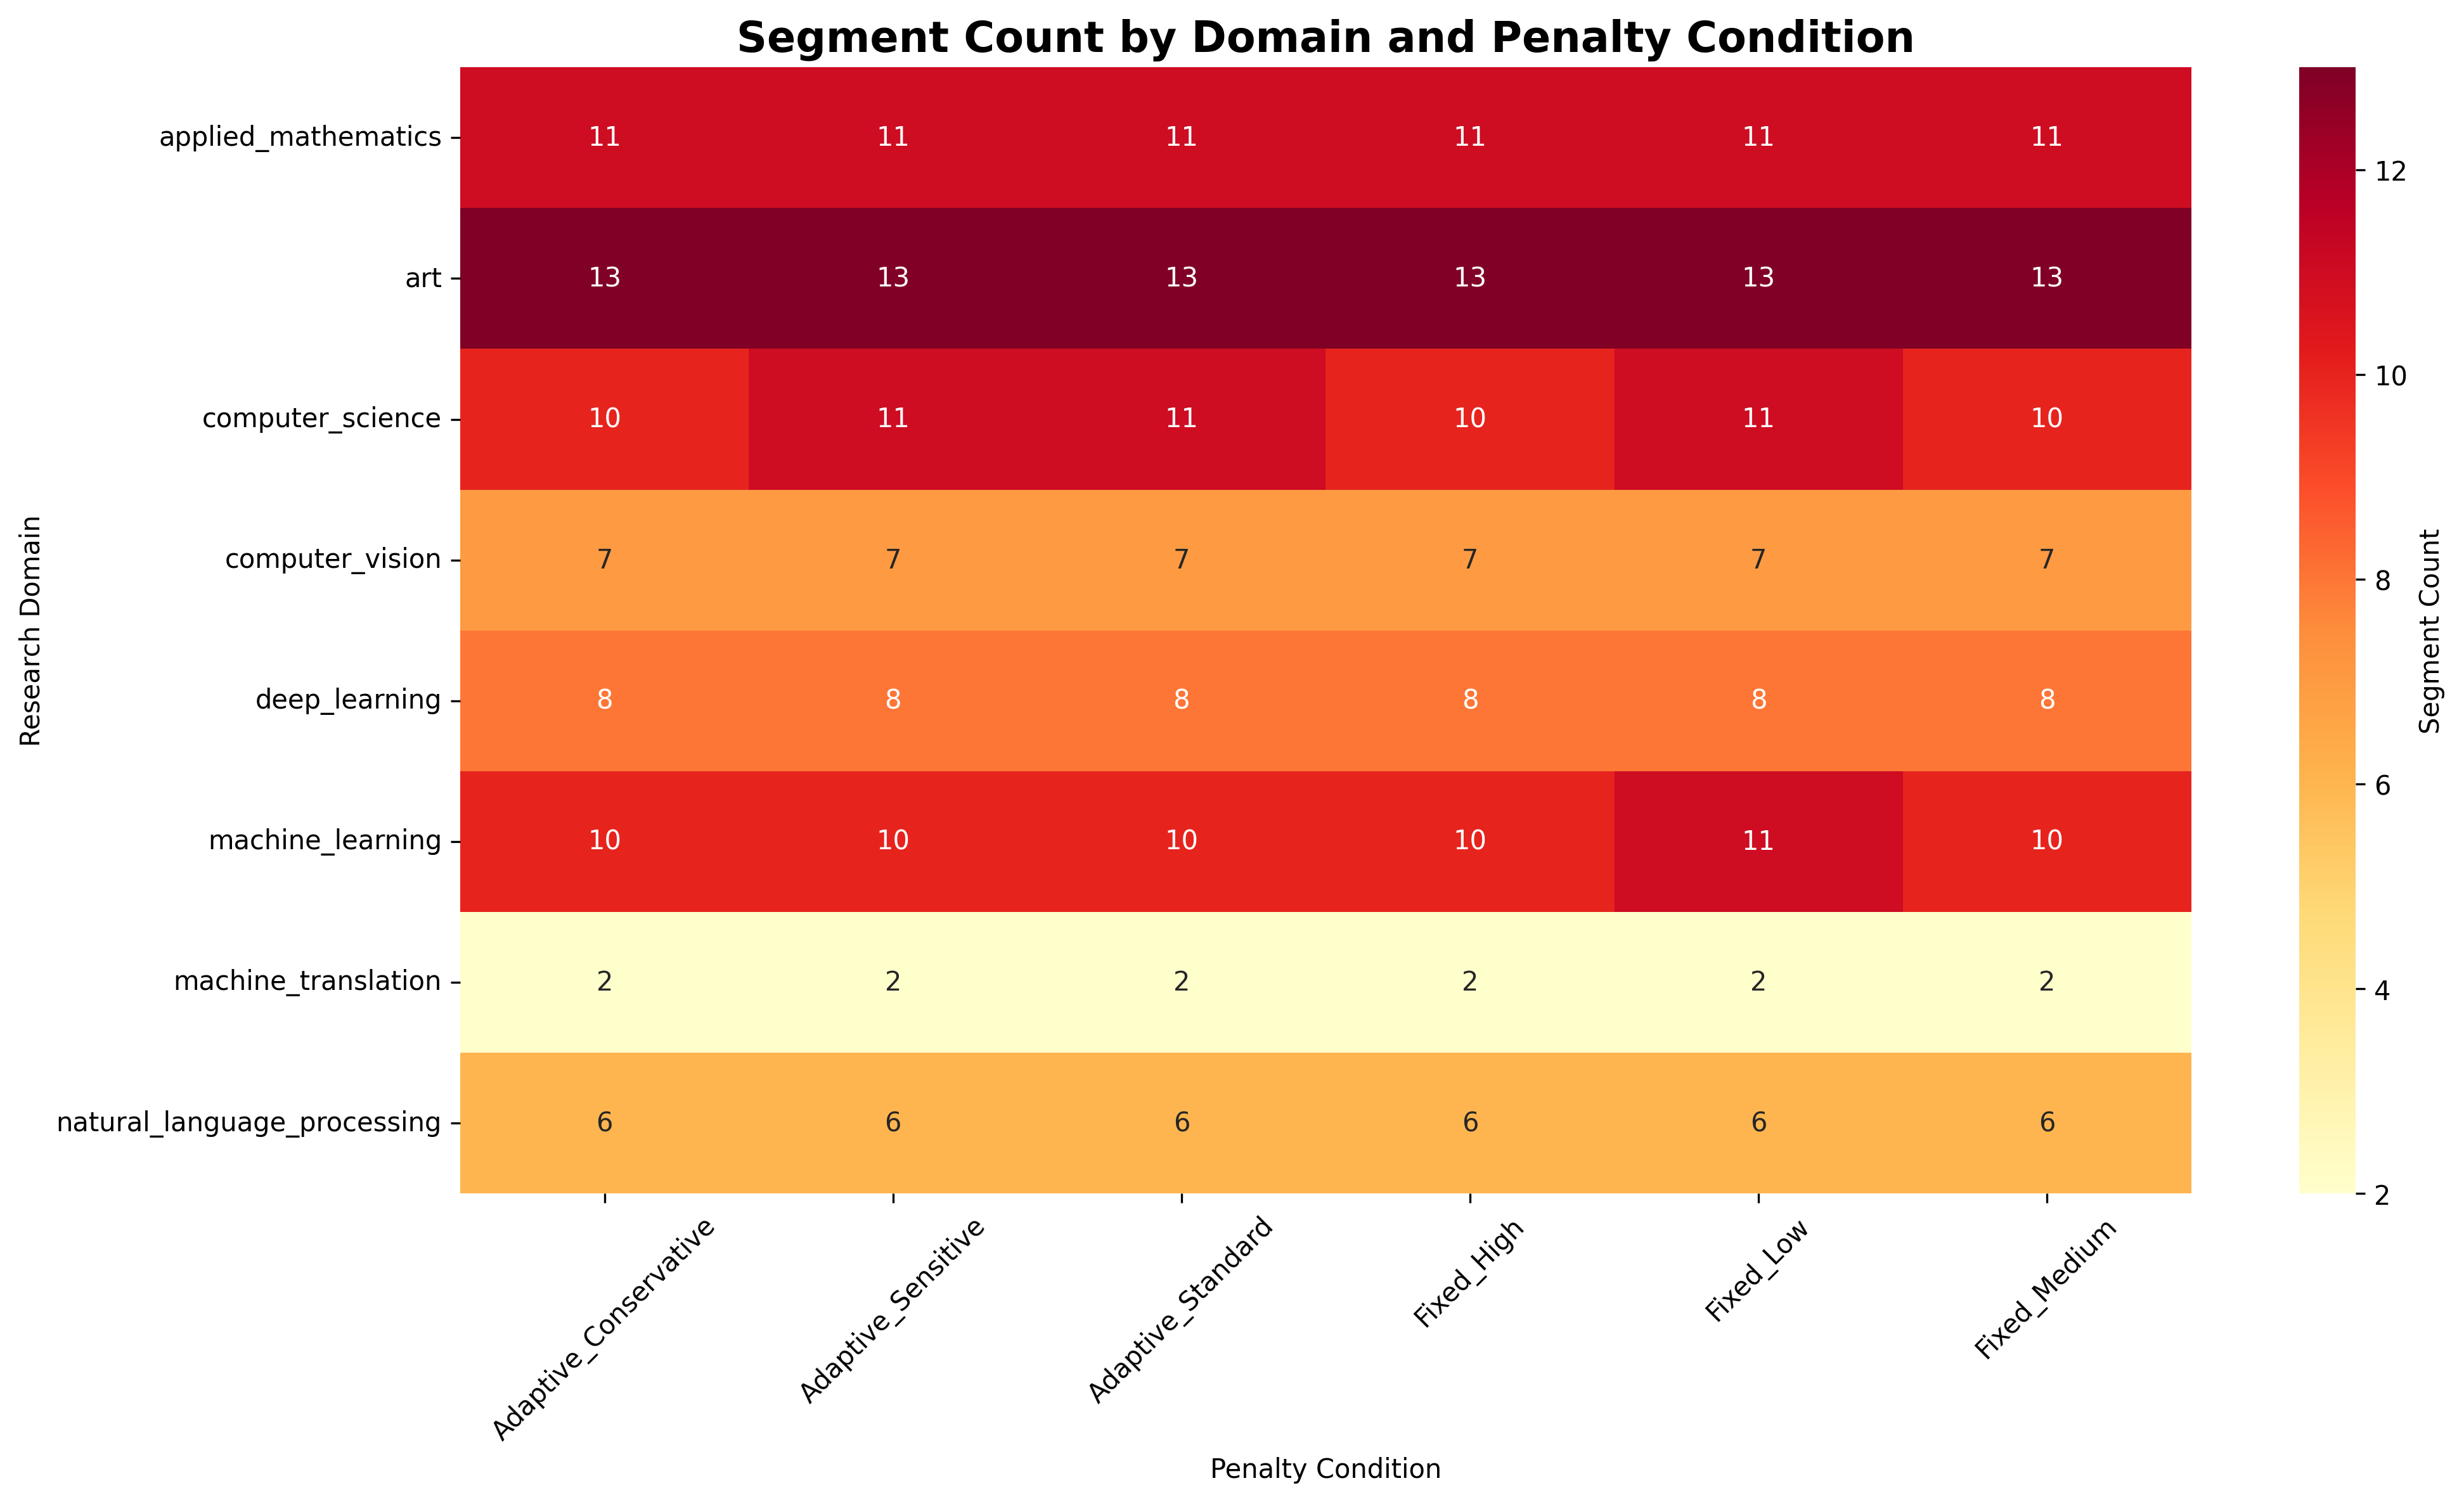 Segment Count by Domain and Penalty Condition
applied_mathematics 11 11 11 11 11 11
art 13 13 13 13 13 13
computer_science 10 11 11 10 11 10
computer_vision 7 7 7 7 7 7
deep_learning 8 8 8 8 8 8
machine_learning 10 10 10 10 11 10
machine_translation 2 2 2 2 2 2
natural_language_processing 6 6 6 6 6 6
Research Domain
Adaptive_Conservative
Adaptive_Sensitive
Adaptive_Standard
Fixed_High
Fixed_Low
Fixed_Medium
Penalty Condition
12
10
8
6
4
2
Segment Count